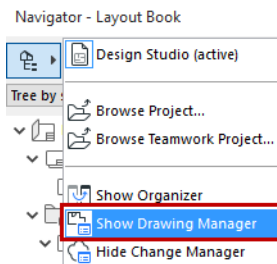 Navigator - Layout Book
Design Studio (active)
Tree by
Browse Project...
Browse Teamwork Project...
Show Organizer
Show Drawing Manager
Hide Change Manager